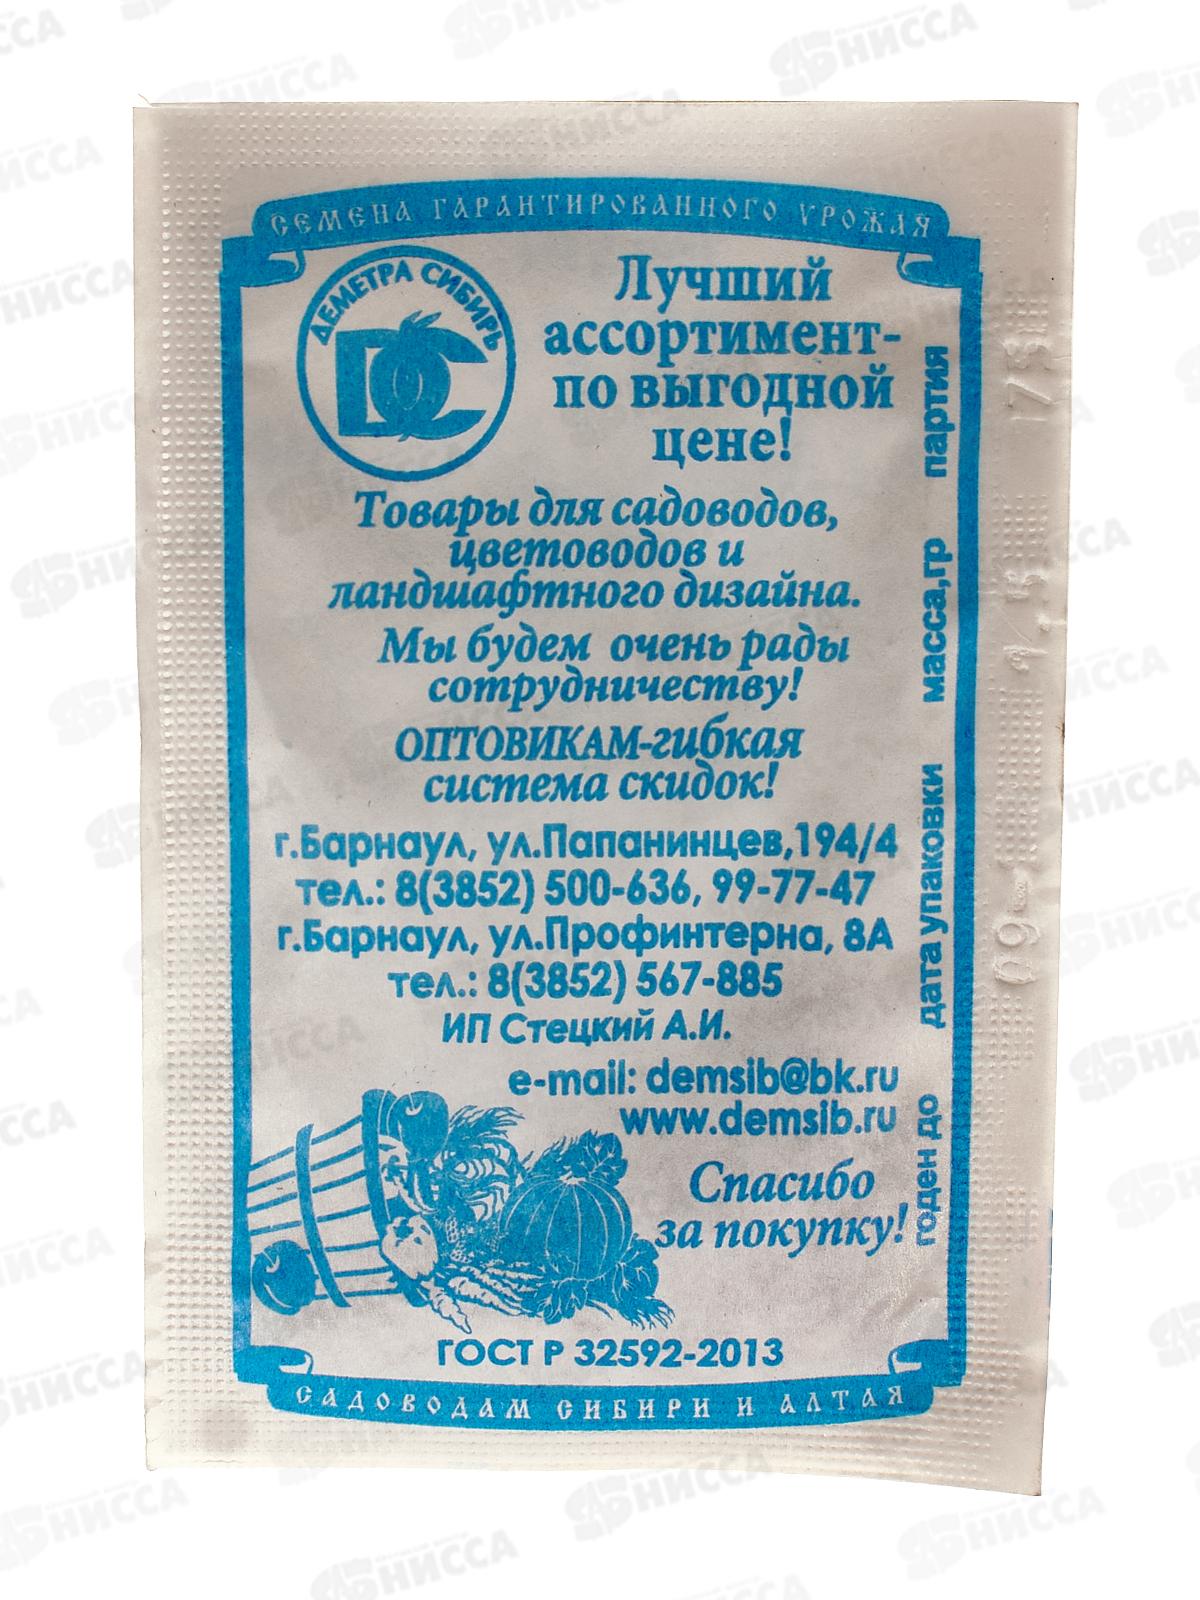 СЕМЕНА ГАРАНТИРОВАННОГО УРОЖАЯ
ДЕМЕТРА СИБИРЬ
DC
Лучший
ассортимент-
по выгодной
цене!
Товары для садоводов,
цветоводов и
ландшафтного дизайна.
Мы будем очень рады
сотрудничеству!
ОПТОВИКАМ-гибкая
система скидок!
г.Барнаул, ул.Папанинцев,194/4
тел.: 8(3852) 500-636, 99-77-47
г.Барнаул, ул.Профинтерна, 8А
тел.: 8(3852) 567-885
ИП Стецкий А.И.
e-mail: demsib@bk.ru
www.demsib.ru
Спасибо
за покупку!
ГОСТ Р 32592-2013
САДОВОДАМ СИБИРИ И АЛТАЯ
годен до дата упаковки масса,гр партия
АБНИССА